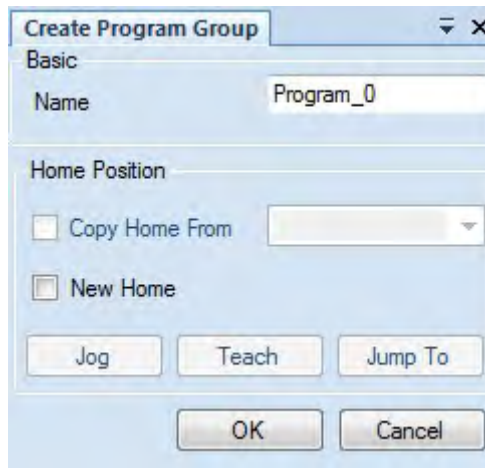 Create Program Group
Basic
Name Program_0
Home Position
Copy Home From
New Home
Jog Teach Jump To
OK Cancel